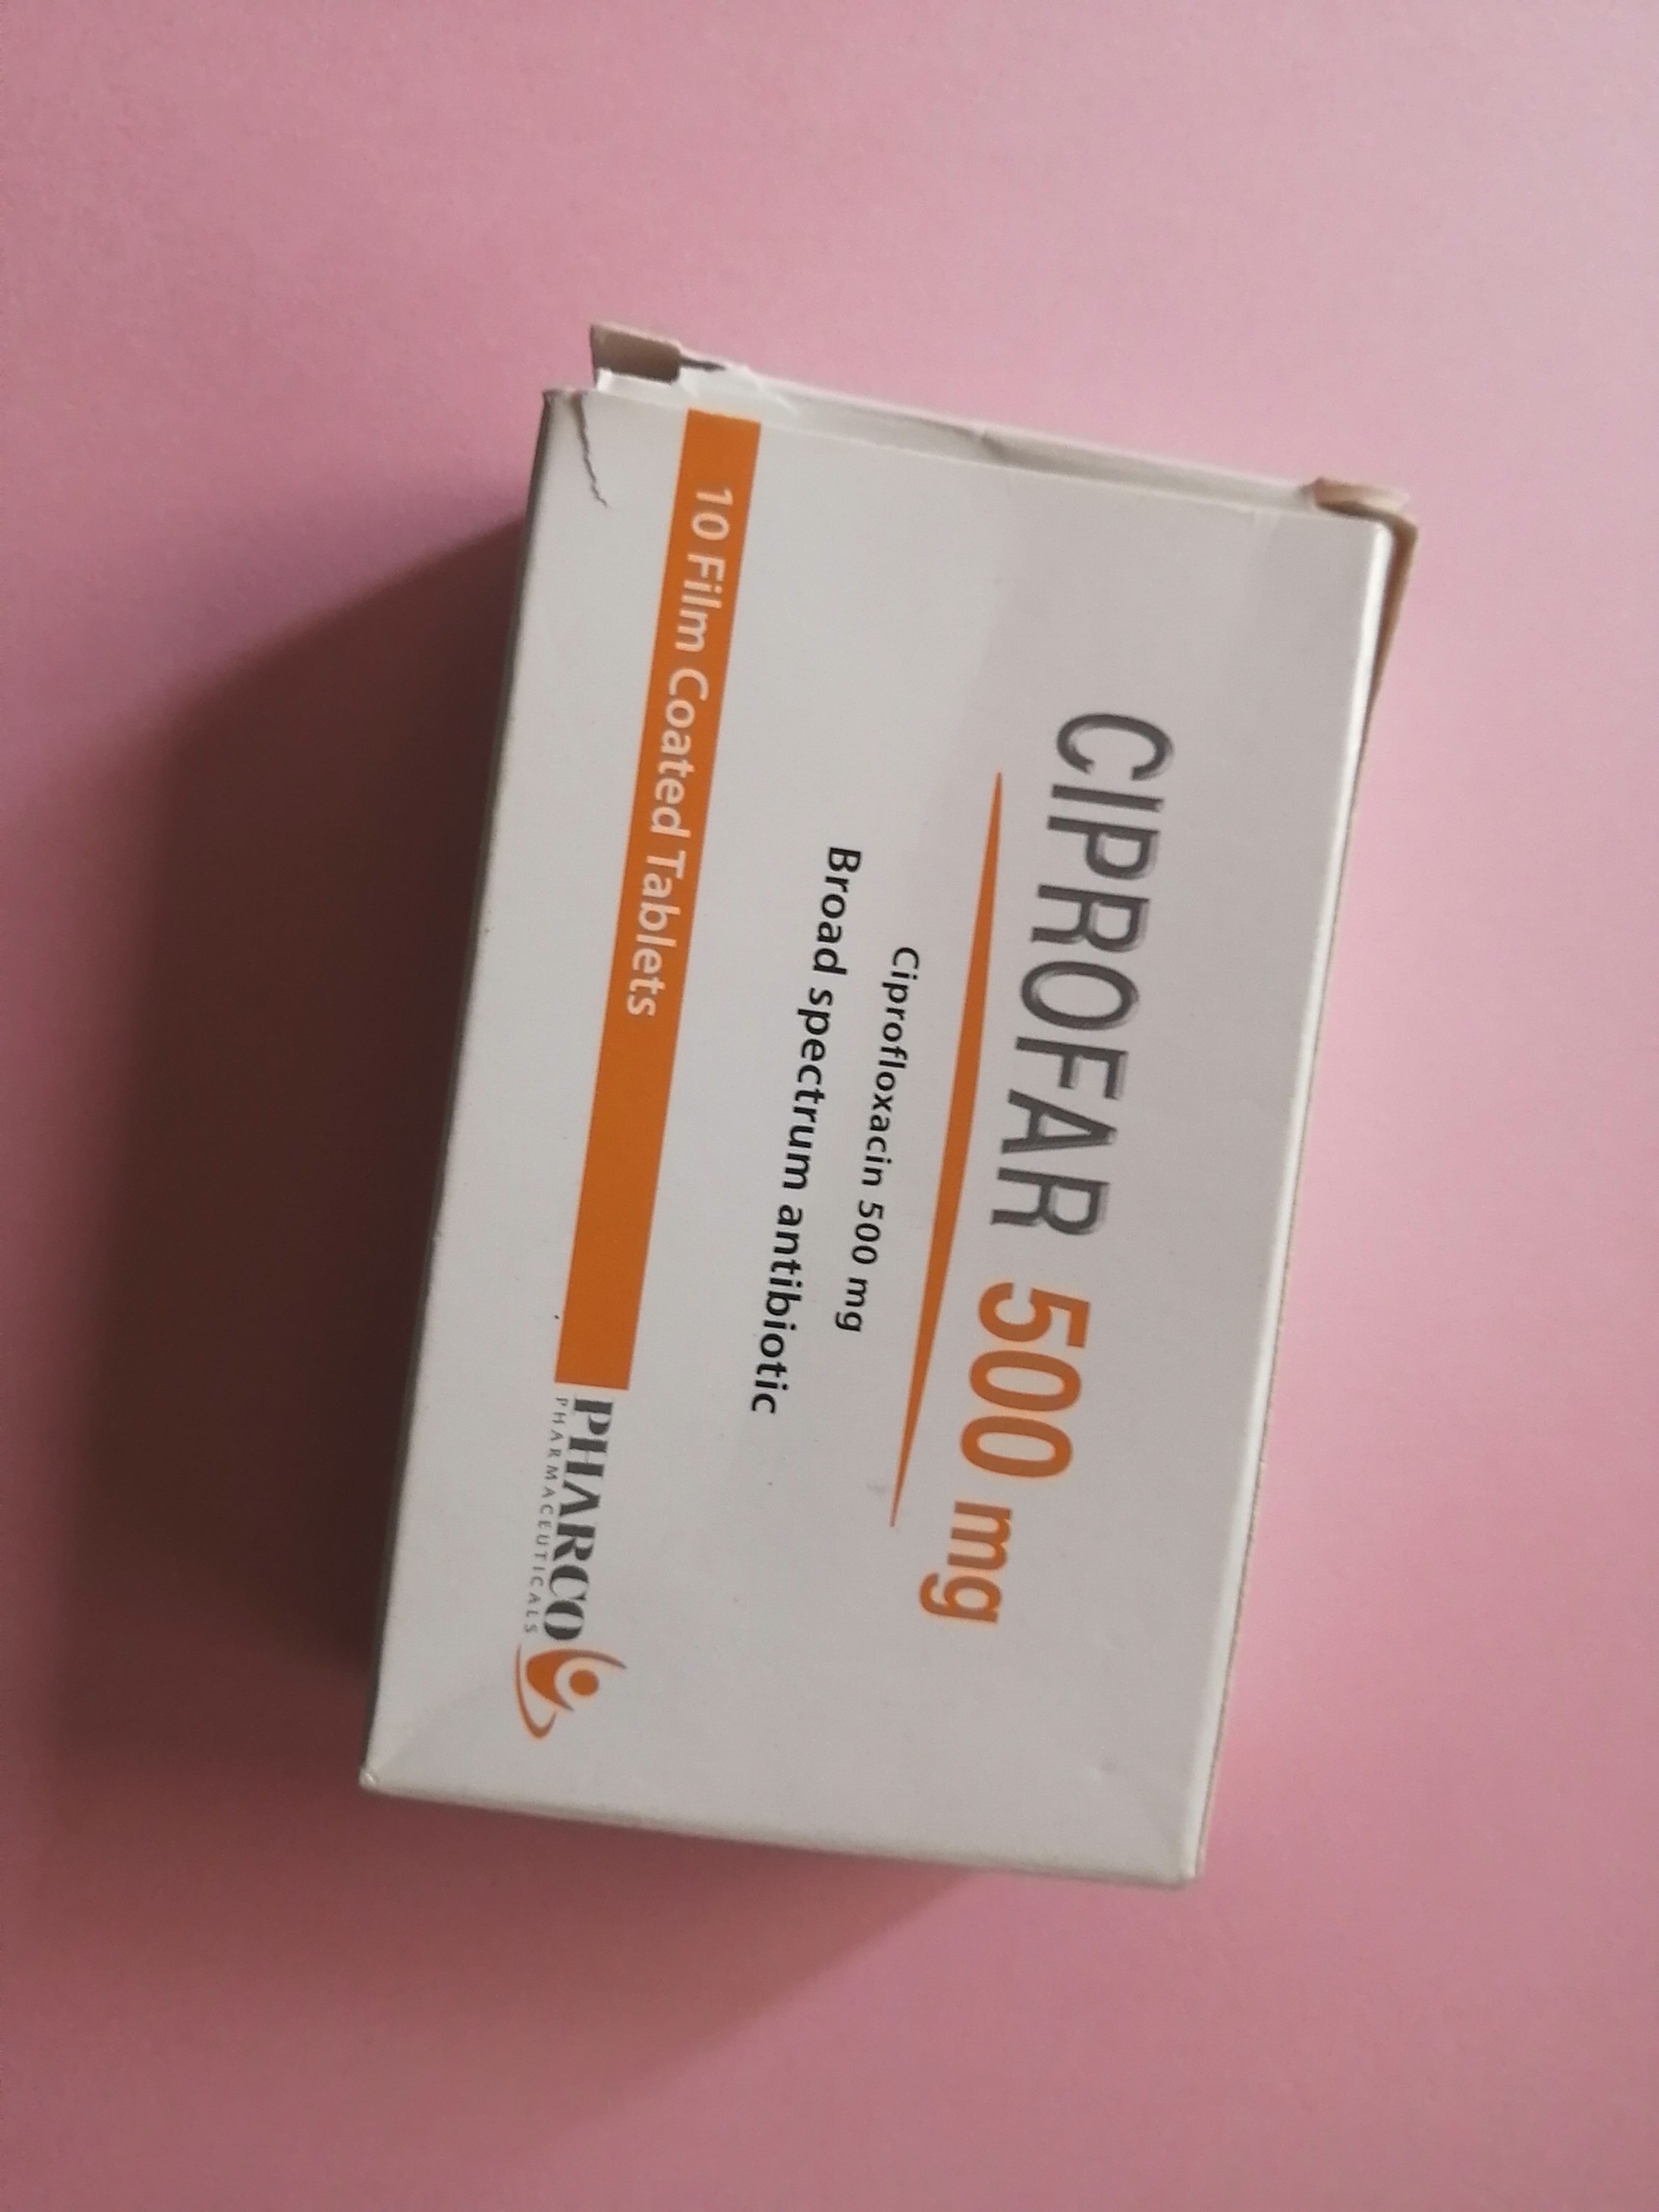 CIPROFAR 500 mg
Ciprofloxacin 500 mg
Broad spectrum antibiotic
10 Film Coated Tablets
PHARCO
PHARMACEUTICALS